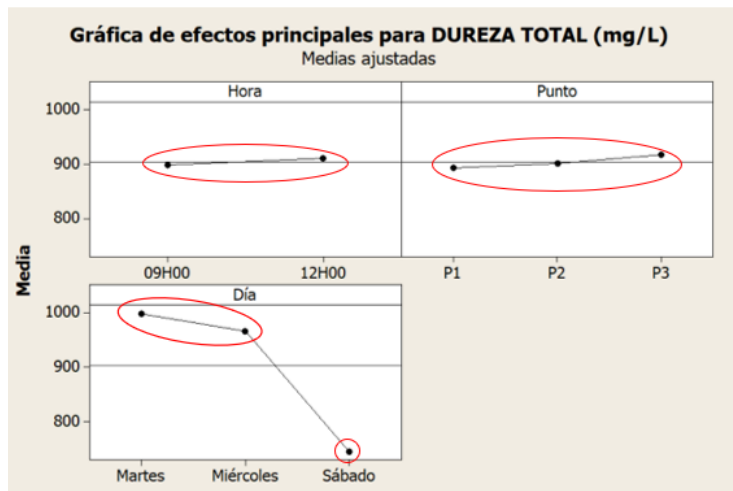 Gráfica de efectos principales para DUREZA TOTAL (mg/L)
Medias ajustadas
Hora
Punto
1000
900
800
09H00
12H00
P1
P2
P3
Media
Día
1000
900
800
Martes
Miércoles
Sábado